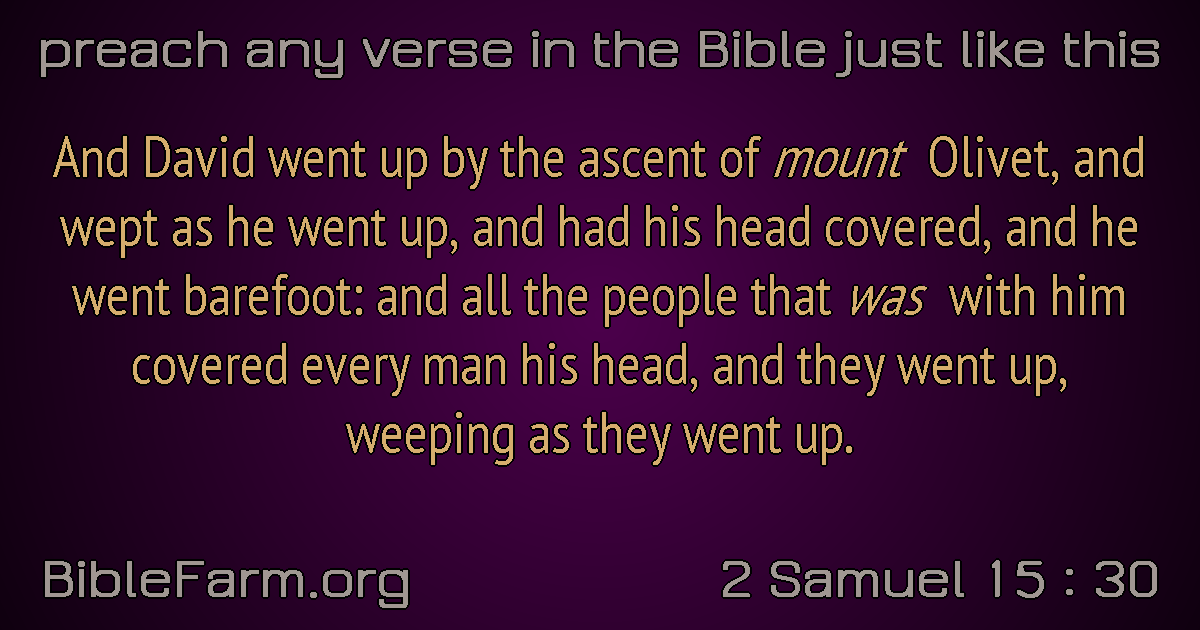 preach any verse in the Bible just like this
And David went up by the ascent of mount Olivet, and
wept as he went up, and had his head covered, and he
went barefoot: and all the people that was with him
covered every man his head, and they went up,
weeping as they went up.
BibleFarm.org
2 Samuel 15 : 30